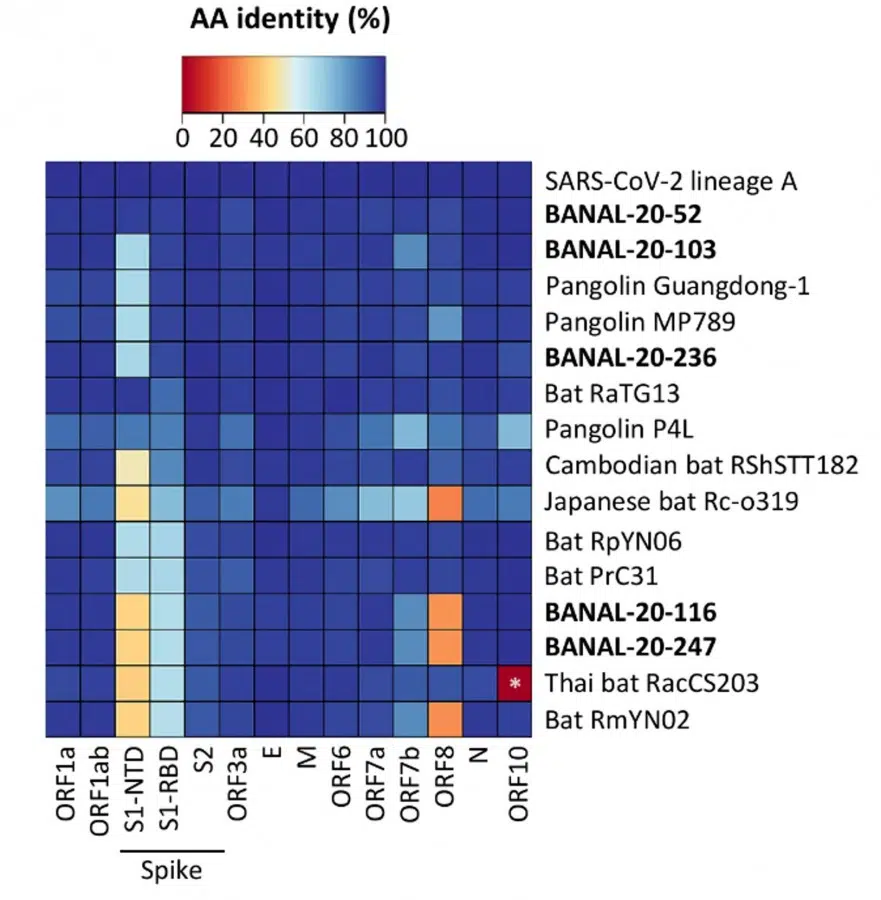 AA identity (%)
0 20 40 60 80 100
SARS-CoV-2 lineage A
BANAL-20-52
BANAL-20-103
Pangolin Guangdong-1
Pangolin MP789
BANAL-20-236
Bat RaTG13
Pangolin P4L
Cambodian bat RShSTT182
Japanese bat Rc-o319
Bat RpYN06
Bat PrC31
BANAL-20-116
BANAL-20-247
* Thai bat RacCS203
Bat RmYN02
ORF1a ORF1ab S1-NTD S1-RBD S2 ORF3a E M ORF6 ORF7a ORF7b ORF8 N ORF10
Spike